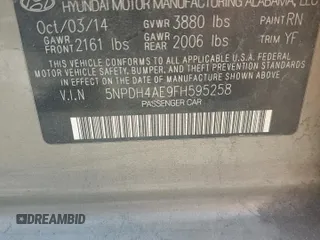 HYUNDAI MOTOR MANUFACTURING ALABAMA, LLC
Oct/03/14 GVWR 3880 lbs PAINT RN
GAWR FRONT 2161 lbs GAWR REAR 2006 lbs TRIM YF
THIS VEHICLE CONFORMS TO ALL APPLICABLE U.S. FEDERAL
MOTOR VEHICLE SAFETY, BUMPER, AND THEFT PREVENTION STANDARDS
IN EFFECT ON THE DATE OF MANUFACTURE SHOWN ABOVE.
V.I.N 5NPDH4AE9FH595258
PASSENGER CAR
DREAMBID